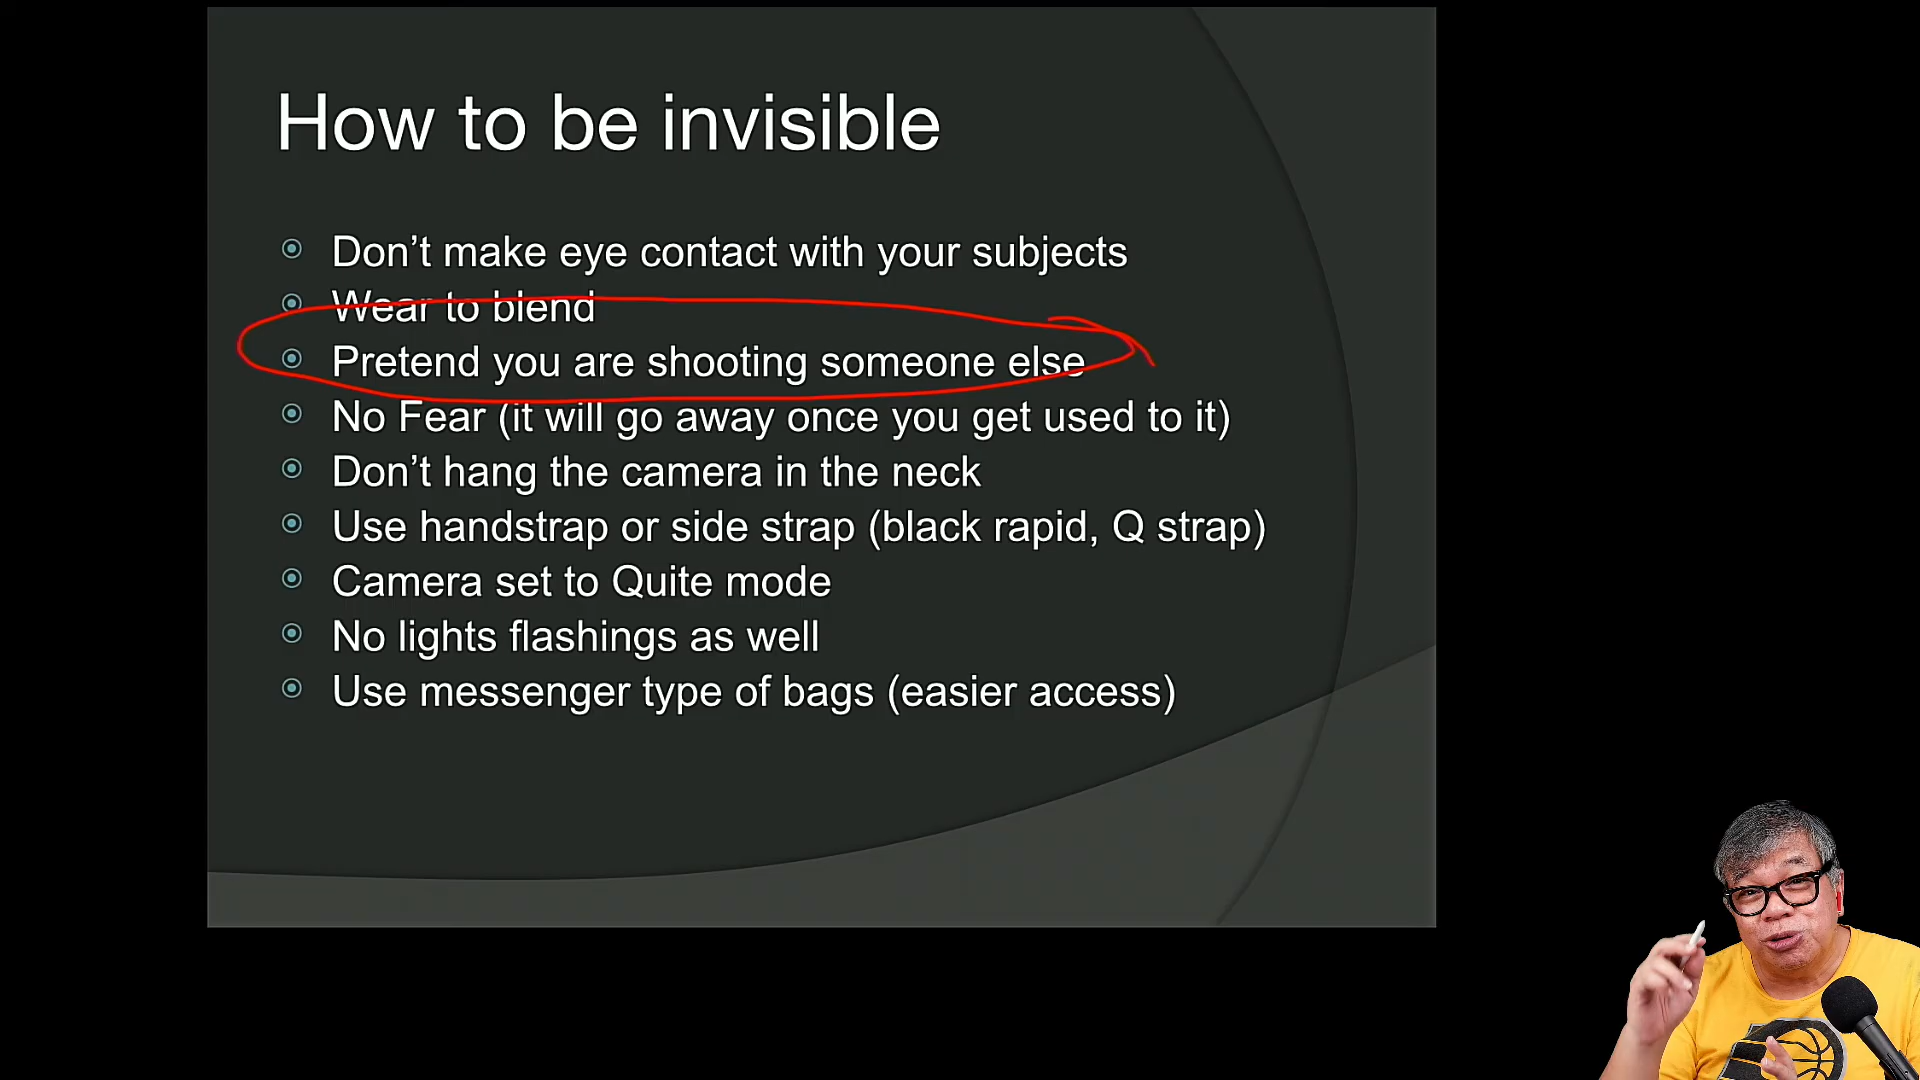 How to be invisible
Don’t make eye contact with your subjects
Wear to blend
Pretend you are shooting someone else
No Fear (it will go away once you get used to it)
Don’t hang the camera in the neck
Use handstrap or side strap (black rapid, Q strap)
Camera set to Quite mode
No lights flashings as well
Use messenger type of bags (easier access)